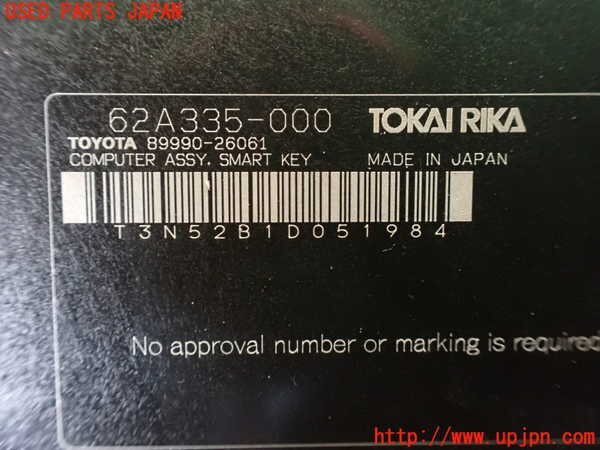 USED PARTS JAPAN
62A335-000 TOKAI RIKA
TOYOTA 89990-26061
COMPUTER ASSY. SMART KEY MADE IN JAPAN
T3N52B1D051984
No approval number or marking is required
http://www.upjpn.com/